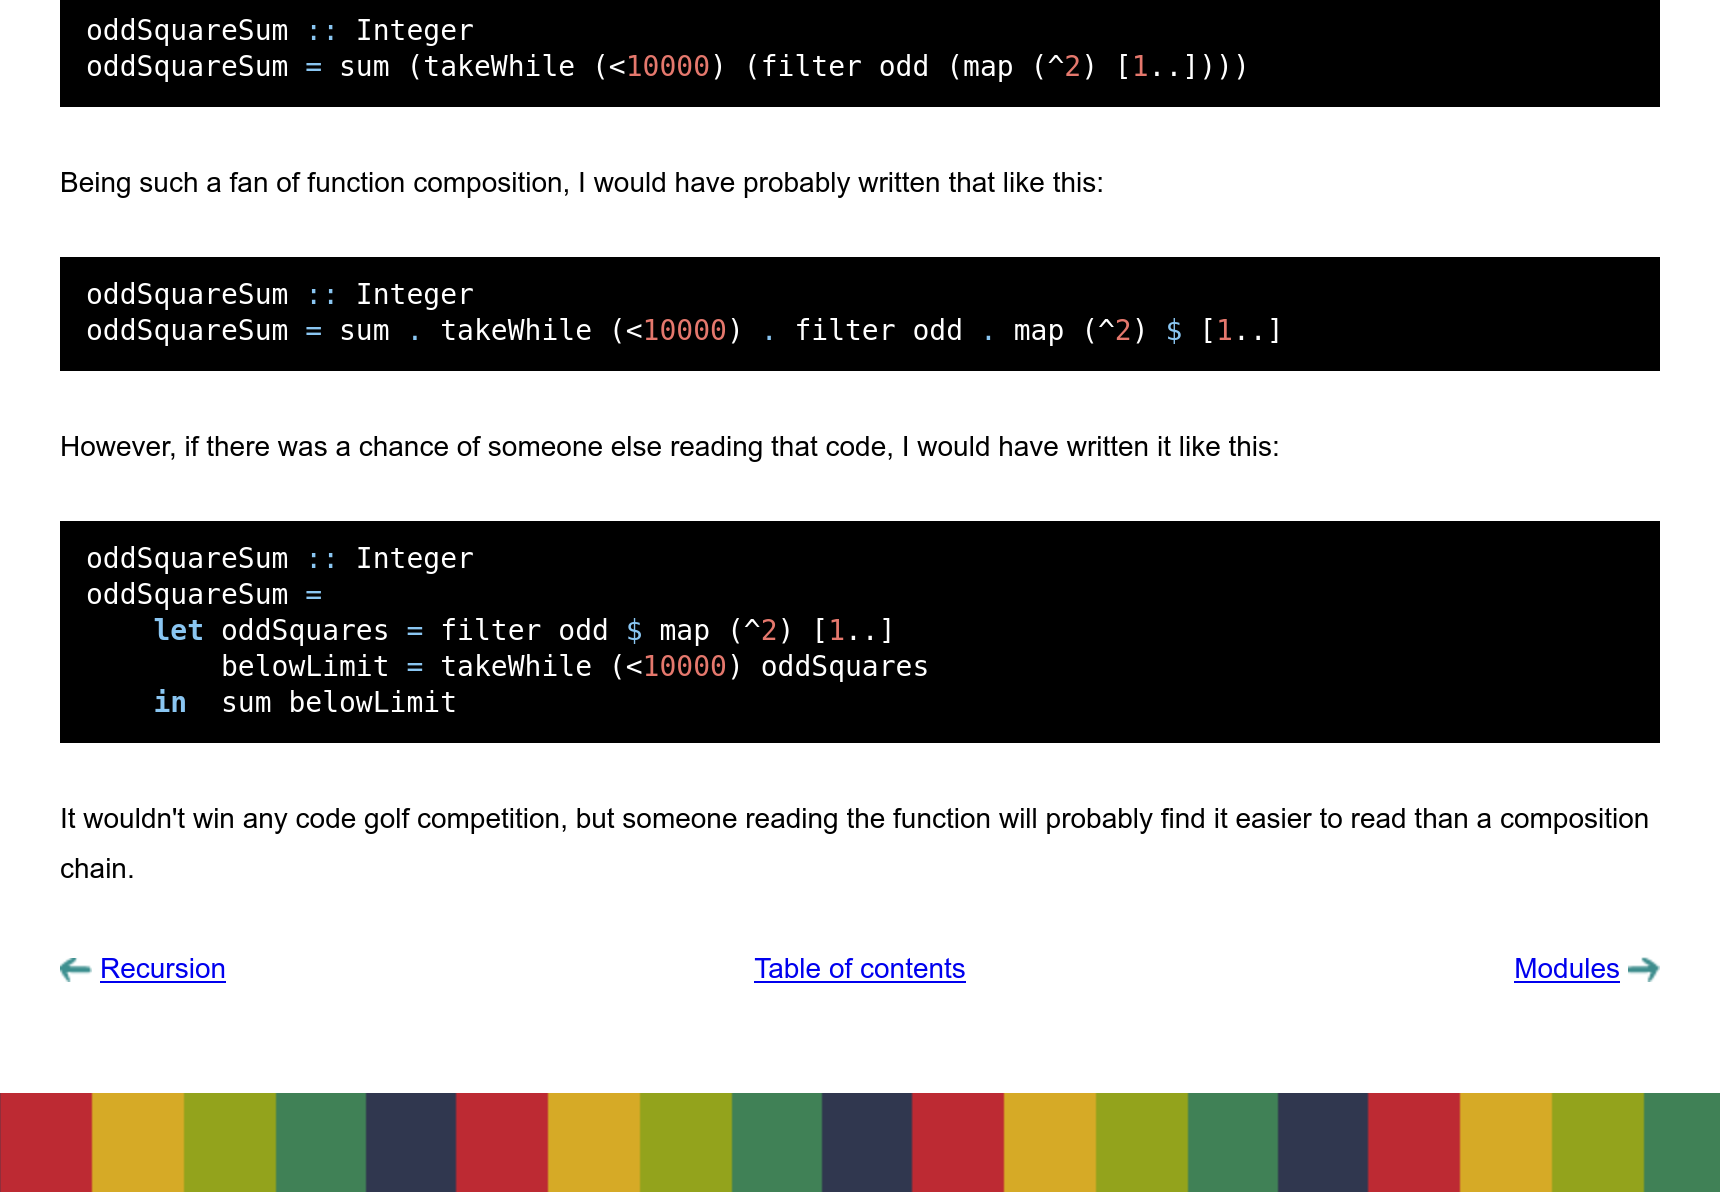 oddSquareSum :: Integer
oddSquareSum = sum (takeWhile (<10000) (filter odd (map (^2) [1..])))
Being such a fan of function composition, I would have probably written that like this:
oddSquareSum :: Integer
oddSquareSum = sum . takeWhile (<10000) . filter odd . map (^2) $ [1..]
However, if there was a chance of someone else reading that code, I would have written it like this:
oddSquareSum :: Integer
oddSquareSum =
    let oddSquares = filter odd $ map (^2) [1..]
        belowLimit = takeWhile (<10000) oddSquares
    in  sum belowLimit
It wouldn't win any code golf competition, but someone reading the function will probably find it easier to read than a composition
chain.
Recursion Table of contents Modules